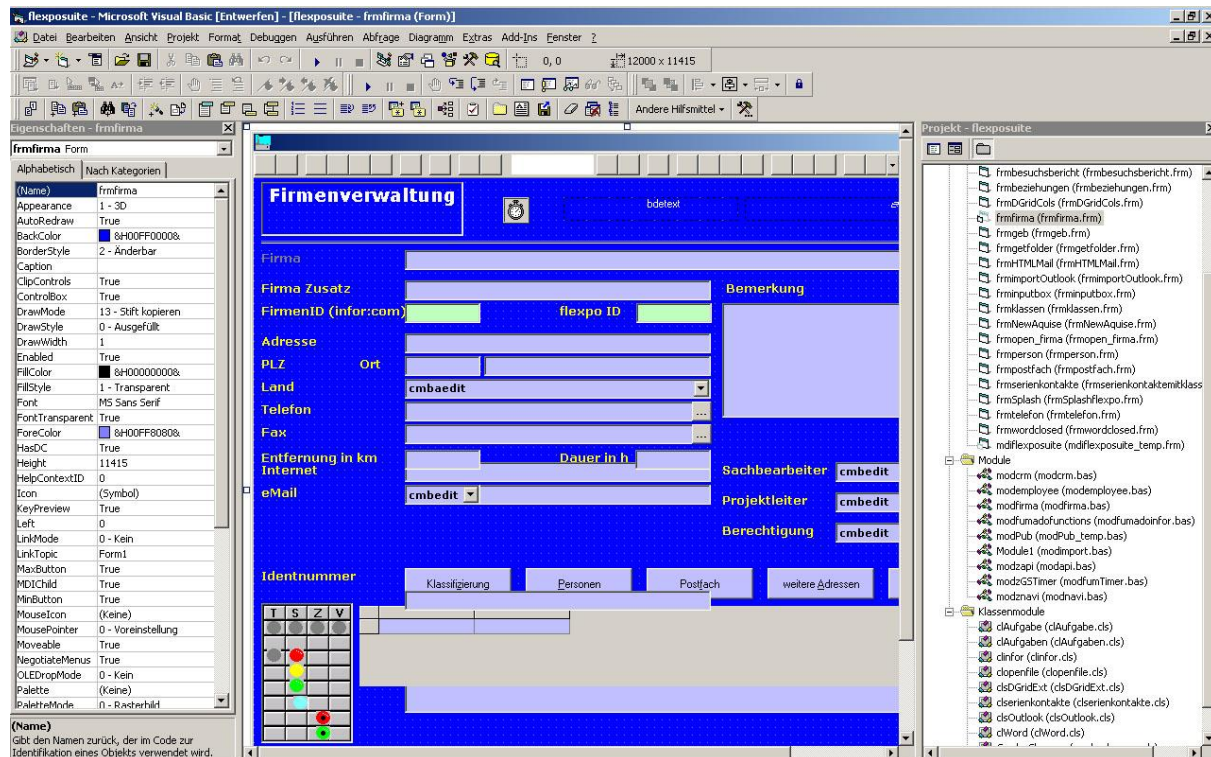 flexposuite - Microsoft Visual Basic [Entwerfen] - [flexposuite - frmfirma (Form)]
Datei Bearbeiten Ansicht Projekt Format Debuggen Ausführen Abfrage Diagramm Extras Add-Ins Fenster ?
0, 0 12000 x 11415
Andere Hilfsmittel
Eigenschaften - frmfirma
frmfirma Form
Alphabetisch Nach Kategorien
(Name) frmfirma
Appearance 1 - 3D
AutoRedraw True
BackColor &H00FF0000&
BorderStyle 2 - Änderbar
Caption
ClipControls True
ControlBox True
DrawMode 13 - Stift kopieren
DrawStyle 0 - Ausgefüllt
DrawWidth 1
Enabled True
FillColor &H00000000&
FillStyle 1 - Transparent
Font MS Sans Serif
FontTransparent True
ForeColor &H00FF8080&
HasDC True
Height 11415
HelpContextID 0
Icon (Symbol)
KeyPreview True
Left 0
LinkMode 0 - Kein
LinkTopic Form1
MaxButton True
MDIChild True
MinButton True
MouseIcon (Keine)
MousePointer 0 - Voreinstellung
Moveable True
NegotiateMenus True
OLEDropMode 0 - Kein
Palette (Keine)
PaletteMode 0 - Rasterbild
(Name)
Gibt den Namen zurück, der im Code zur
Identifikation eines Objekts verwendet wird.
Firmenverwaltung
bdetext
Firma
Firma Zusatz
Bemerkung
FirmenID (infor:com) flexpo ID
Adresse
PLZ Ort
Land cmbaedit
Telefon ...
Fax ...
Entfernung in km Dauer in h
Internet
Sachbearbeiter cmbedit
eMail cmbedit
Projektleiter cmbedit
Berechtigung cmbedit
Identnummer
Klassifizierung Personen Postfach weitere Adressen
T S Z V
Projekt - flexposuite
frmbesuchsbericht (frmbesuchsbericht.frm)
frmbeziehungen (frmbeziehungen.frm)
frmDGridCols (frmDGridCols.frm)
frmfirma (frmfirma.frm)
frmgeb (frmgeb.frm)
frmgetfolder (frmgetfolder.frm)
frmHTMLMail (frmHTMLMail.frm)
frmimportOutlook (frmimportOutlook.frm)
frminputbox (frminputbox.frm)
frmklassen (frmklassen.frm)
frmNewAquise (frmNewAquise.frm)
frmopen_firma (frmopen_firma.frm)
frmperson (frmperson.frm)
frmpostfach (frmpostfach.frm)
frmserienkontakte (frmserienkontaktemitklass
frmSplash (frmSplashflexpo.frm)
frmtelefon (frmtelefon.frm)
frmwordclosed (frmwordclosed.frm)
mdiflexposuite (mdiflexposuite_temp.frm)
Module
modcrm (modcrm.bas)
modemployee (modemployee.bas)
modfirma (modfirma.bas)
modfumadofunctions (modfumadoinfor.bas)
modPub (modPub_temp.bas)
Module1 (modimport.bas)
modzapi (modapi.bas)
modzGSTimer (modfumTimer.bas)
modznavi (modnavi.bas)
Klassenmodule
clAufgabe (clAufgabe.cls)
clAufgaben (clAufgaben.cls)
clinfor (clinfor.cls)
clopenfile (clopenfile.cls)
clsDGridExt (clsDGridExt.cls)
clserienkontakte (clserienkontakte.cls)
clsOutlook (clsOutlook.cls)
clWord (clWord.cls)